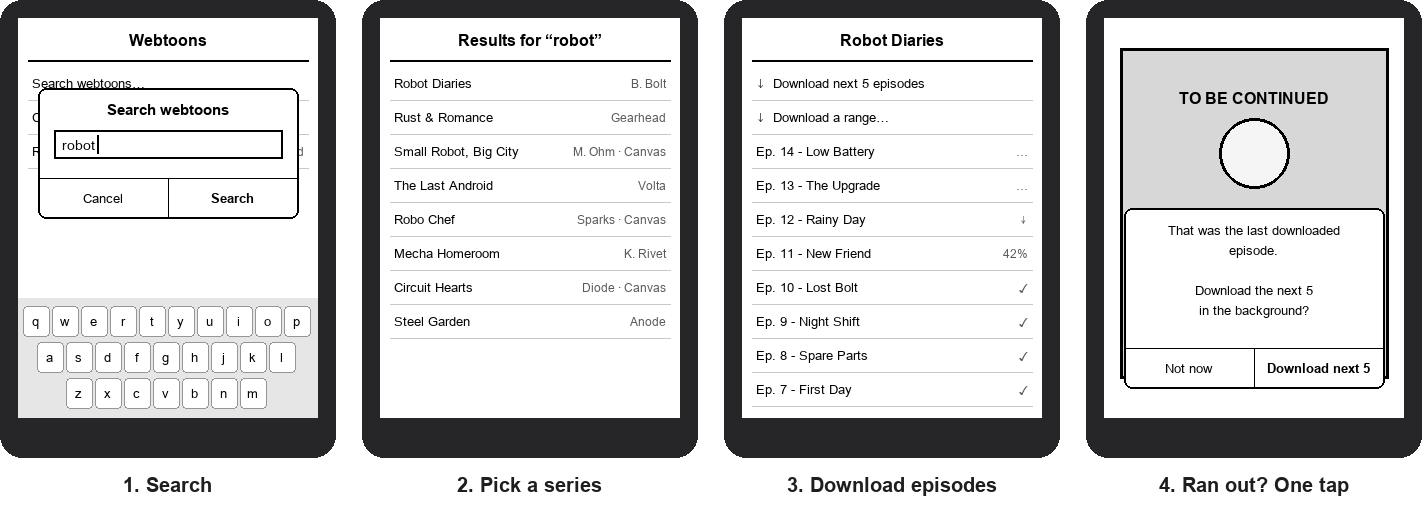 Webtoons
Search webtoons…
Search webtoons
robot
Cancel
Search
q w e r t y u i o p
a s d f g h j k l
z x c v b n m
1. Search
Results for “robot”
Robot Diaries B. Bolt
Rust & Romance Gearhead
Small Robot, Big City M. Ohm · Canvas
The Last Android Volta
Robo Chef Sparks · Canvas
Mecha Homeroom K. Rivet
Circuit Hearts Diode · Canvas
Steel Garden Anode
2. Pick a series
Robot Diaries
↓ Download next 5 episodes
↓ Download a range…
Ep. 14 - Low Battery …
Ep. 13 - The Upgrade …
Ep. 12 - Rainy Day ↓
Ep. 11 - New Friend 42%
Ep. 10 - Lost Bolt ✓
Ep. 9 - Night Shift ✓
Ep. 8 - Spare Parts ✓
Ep. 7 - First Day ✓
3. Download episodes
TO BE CONTINUED
That was the last downloaded
episode.
Download the next 5
in the background?
Not now
Download next 5
4. Ran out? One tap